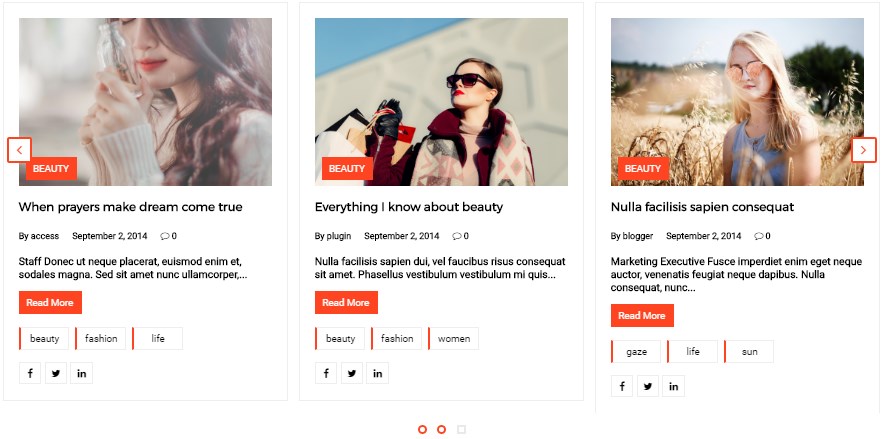 BEAUTY
When prayers make dream come true
By access September 2, 2014 0
Staff Donec ut neque placerat, euismod enim et,
sodales magna. Sed sit amet nunc ullamcorper,...
Read More
beauty fashion life
f in
BEAUTY
Everything I know about beauty
By plugin September 2, 2014 0
Nulla facilisis sapien dui, vel faucibus risus consequat
sit amet. Phasellus vestibulum vestibulum mi quis...
Read More
beauty fashion women
f in
BEAUTY
Nulla facilisis sapien consequat
By blogger September 2, 2014 0
Marketing Executive Fusce imperdiet enim eget neque
auctor, venenatis feugiat neque dapibus. Nulla
consequat, nunc...
Read More
gaze life sun
f in